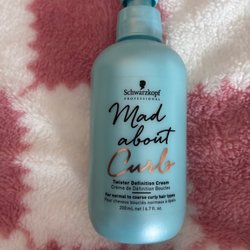 Schwarzkopf
PROFESSIONAL
Mad
about
Curls
Twister Definition Cream
Crème de Définition Boucles
For normal to coarse curly hair types
Pour cheveux bouclés normaux à épais
200 mL net | 6.7 fl. oz.